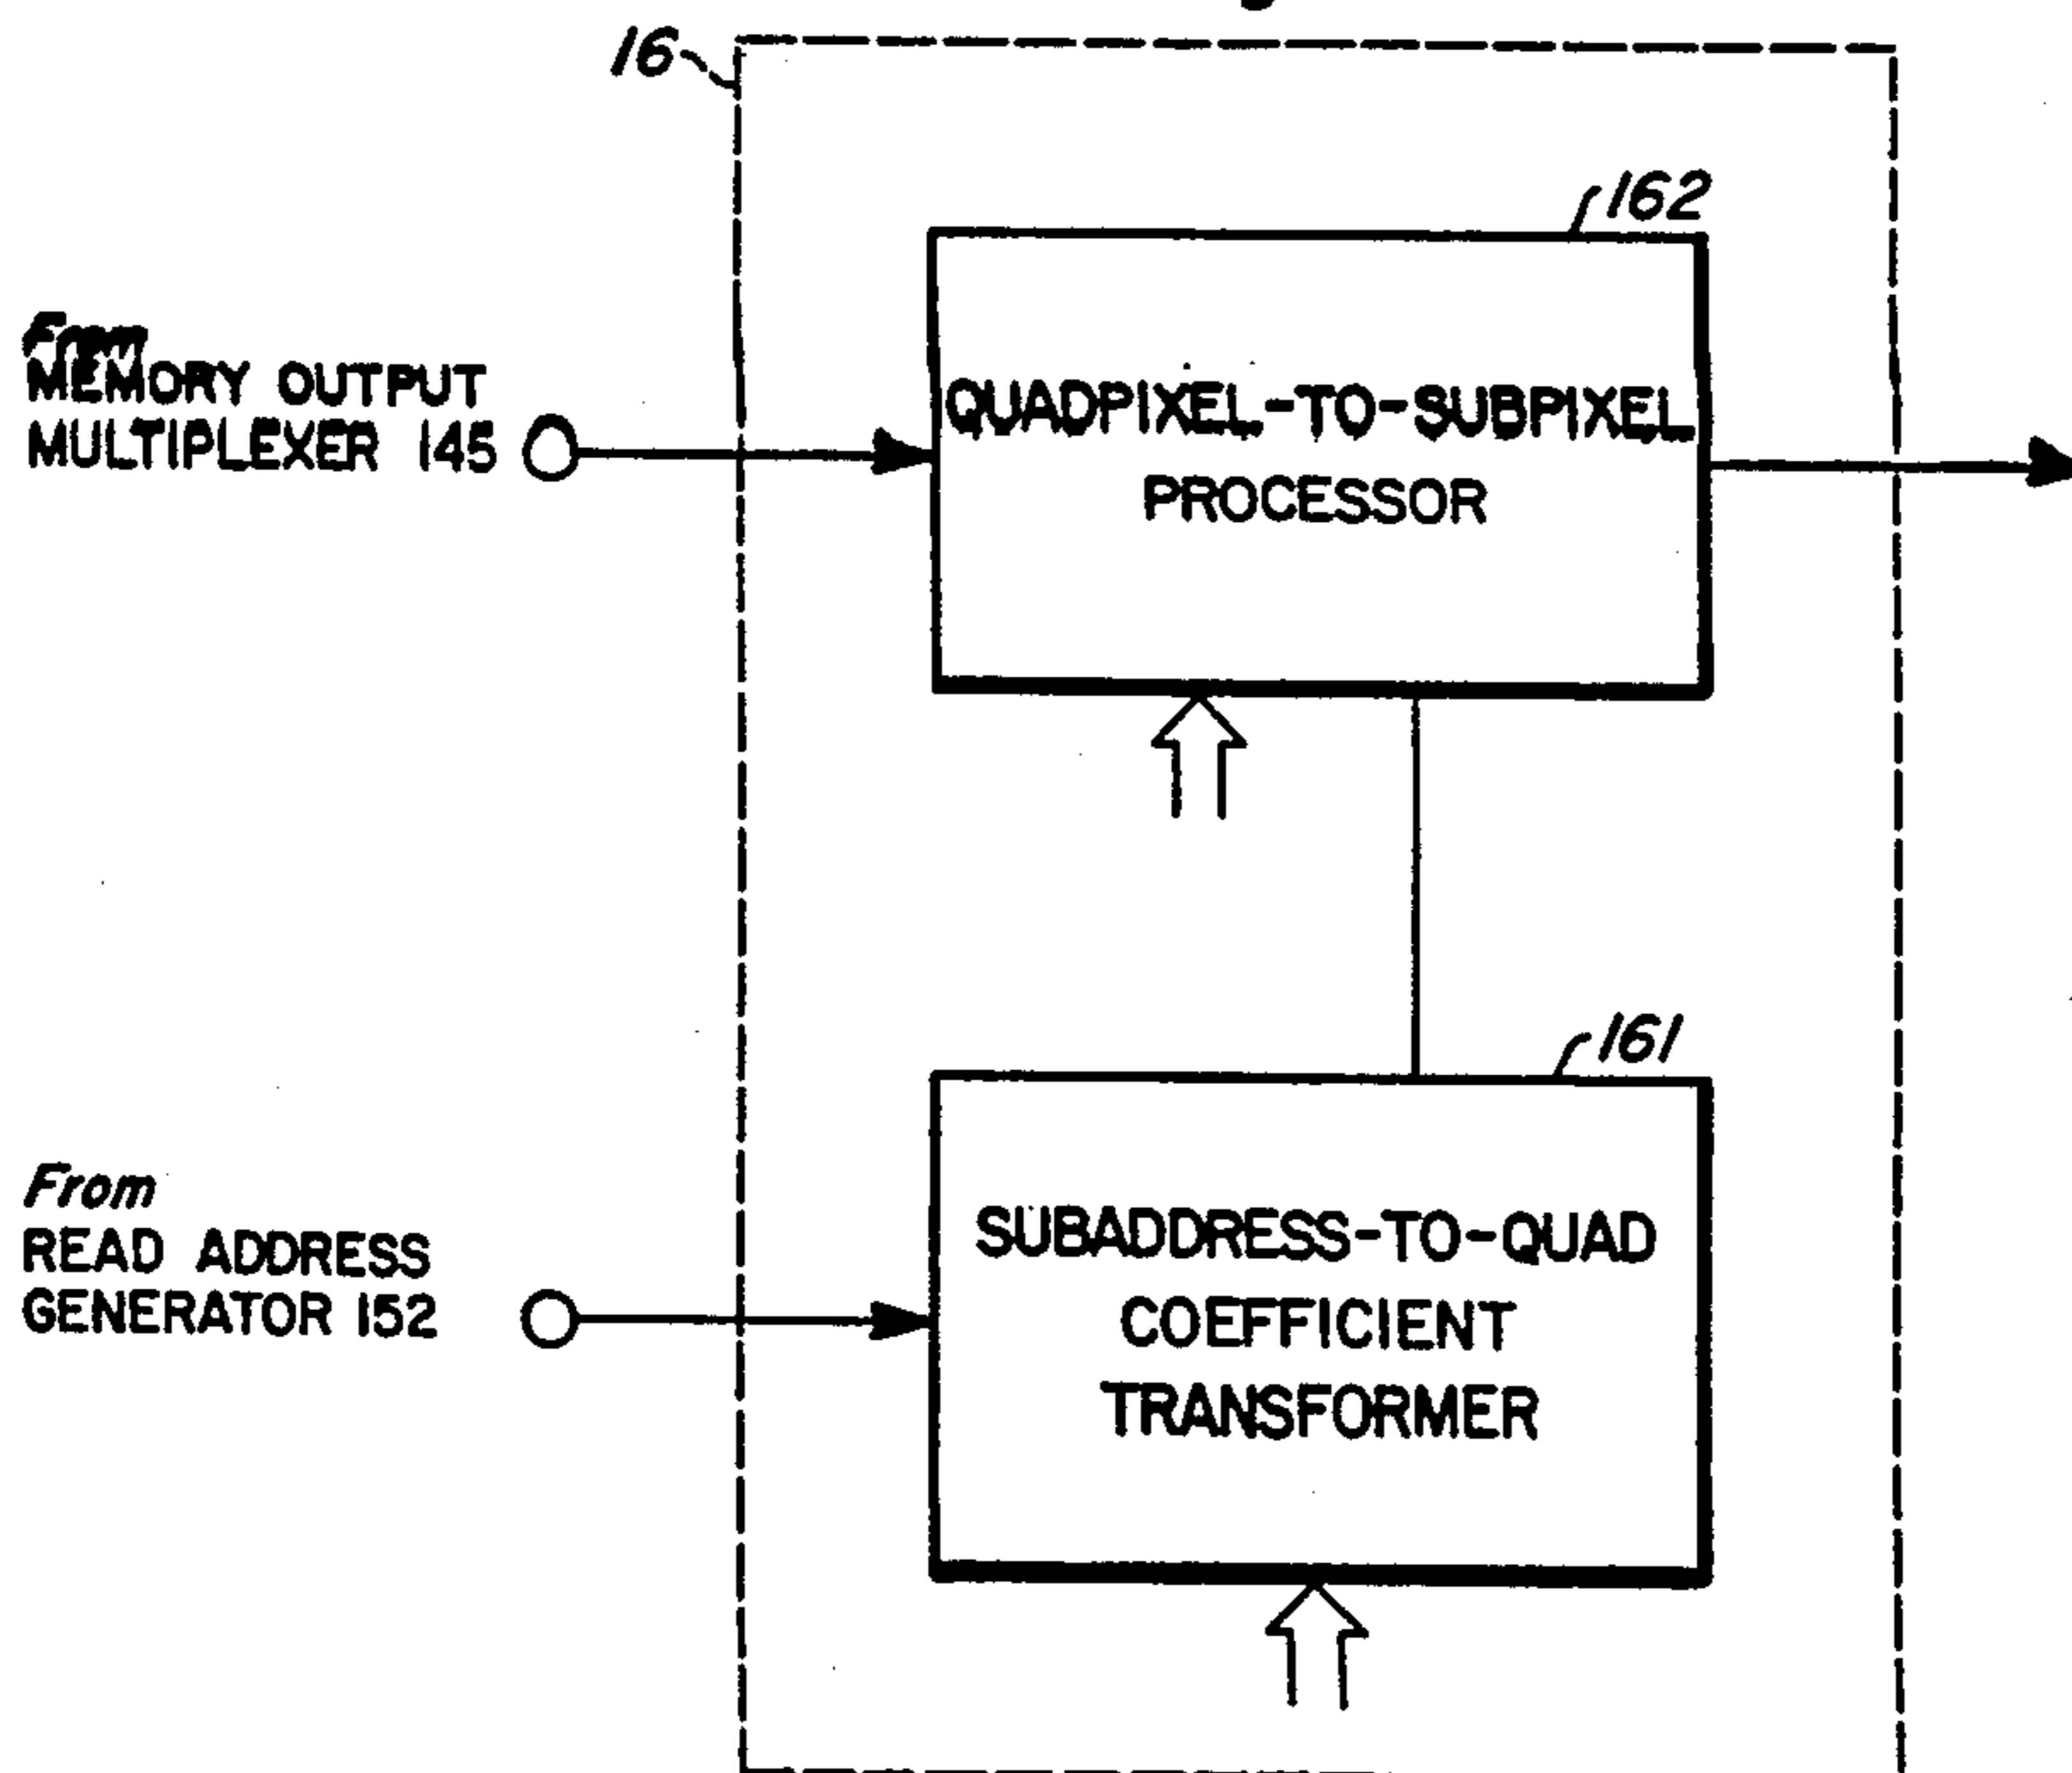 16
162
From
MEMORY OUTPUT
MULTIPLEXER 145
QUADPIXEL-TO-SUBPIXEL
PROCESSOR
161
From
READ ADDRESS
GENERATOR 152
SUBADDRESS-TO-QUAD
COEFFICIENT
TRANSFORMER